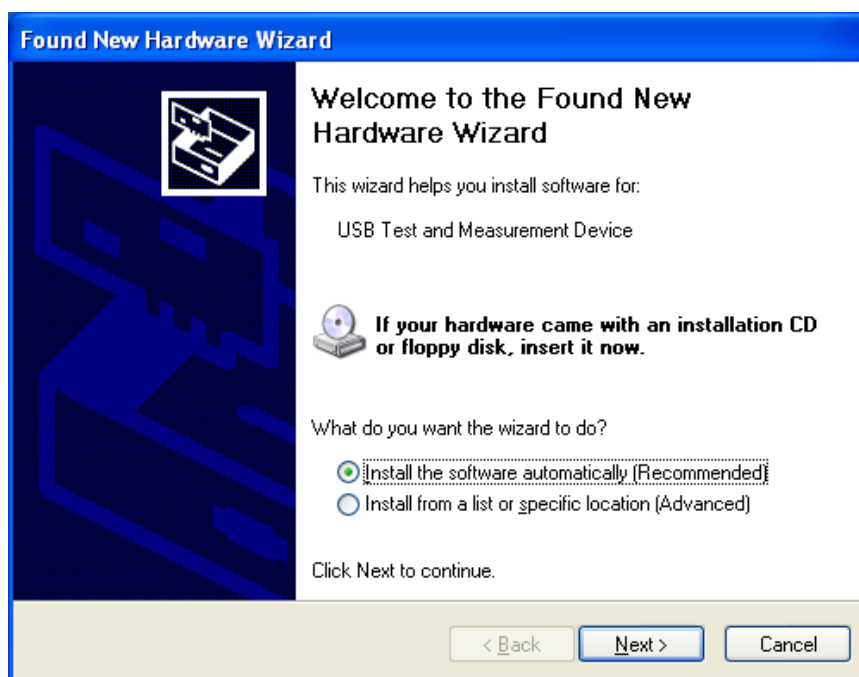 Found New Hardware Wizard
Welcome to the Found New
Hardware Wizard
This wizard helps you install software for:
USB Test and Measurement Device
If your hardware came with an installation CD
or floppy disk, insert it now.
What do you want the wizard to do?
Install the software automatically (Recommended)
Install from a list or specific location (Advanced)
Click Next to continue.
< Back
Next >
Cancel